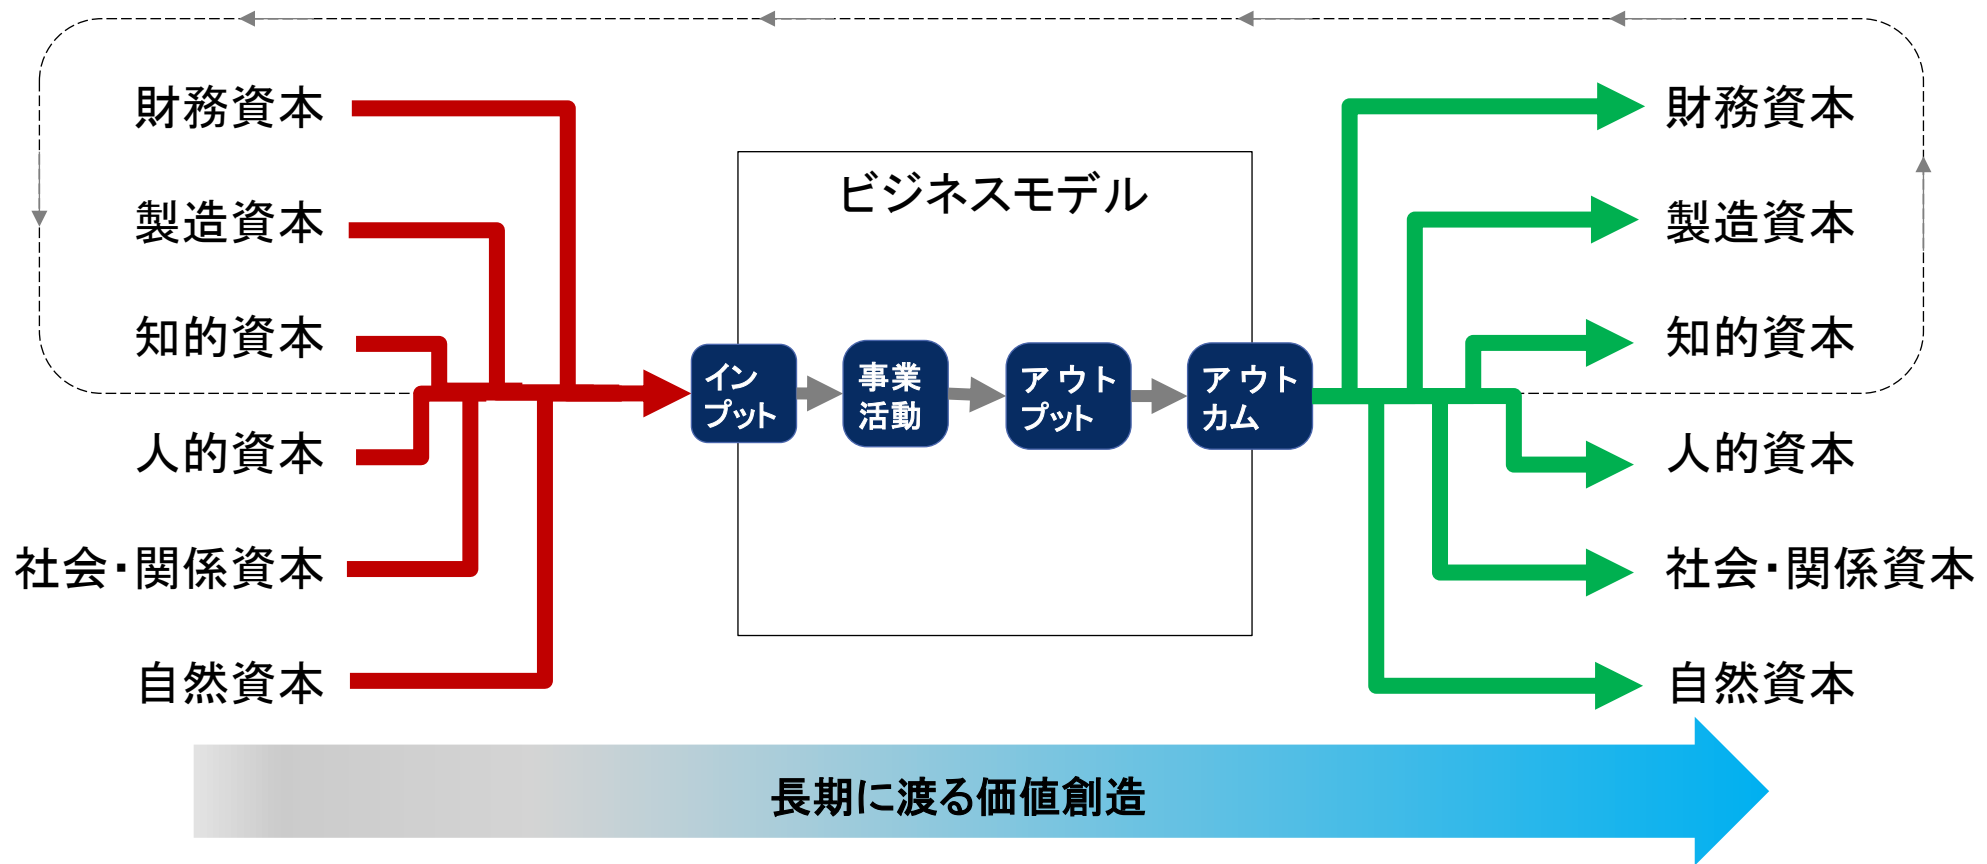 財務資本
製造資本
知的資本
人的資本
社会・関係資本
自然資本
ビジネスモデル
イン
プット
事業
活動
アウト
プット
アウト
カム
財務資本
製造資本
知的資本
人的資本
社会・関係資本
自然資本
長期に渡る価値創造